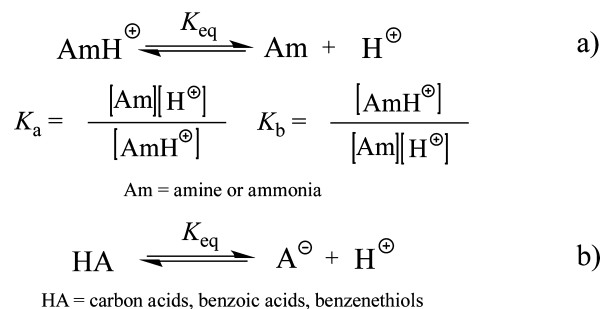 AmH⊕ ⇌ Keq Am + H⊕ a)
Ka = [Am][H⊕] / [AmH⊕] Kb = [AmH⊕] / [Am][H⊕]
Am = amine or ammonia
HA ⇌ Keq A⊖ + H⊕ b)
HA = carbon acids, benzoic acids, benzenethiols